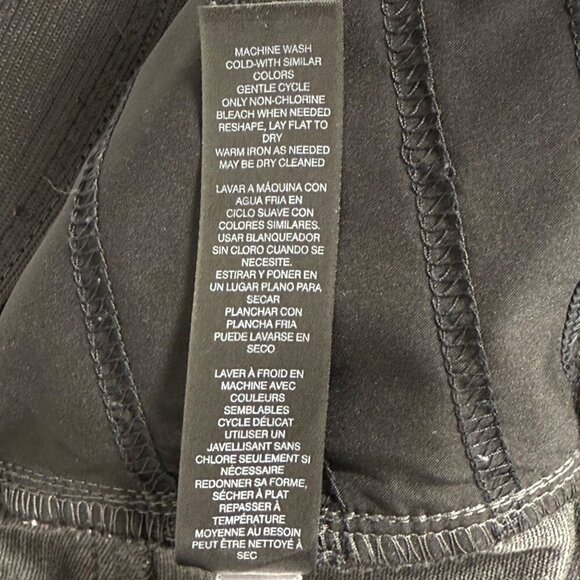 MACHINE WASH
COLD-WITH SIMILAR
COLORS
GENTLE CYCLE
ONLY NON-CHLORINE
BLEACH WHEN NEEDED
RESHAPE, LAY FLAT TO
DRY
WARM IRON AS NEEDED
MAY BE DRY CLEANED
LAVAR A MÁQUINA CON
AGUA FRIA EN
CICLO SUAVE CON
COLORES SIMILARES.
USAR BLANQUEADOR
SIN CLORO CUANDO SE
NECESITE.
ESTIRAR Y PONER EN
UN LUGAR PLANO PARA
SECAR
PLANCHAR CON
PLANCHA FRIA
PUEDE LAVARSE EN
SECO
LAVER À FROID EN
MACHINE AVEC
COULEURS
SEMBLABLES
CYCLE DÉLICAT
UTILISER UN
JAVELLISANT SANS
CHLORE SEULEMENT SI
NÉCESSAIRE
REDONNER SA FORME,
SÉCHER À PLAT
REPASSER À
TEMPÉRATURE
MOYENNE AU BESOIN
PEUT ÊTRE NETTOYÉ À
SEC